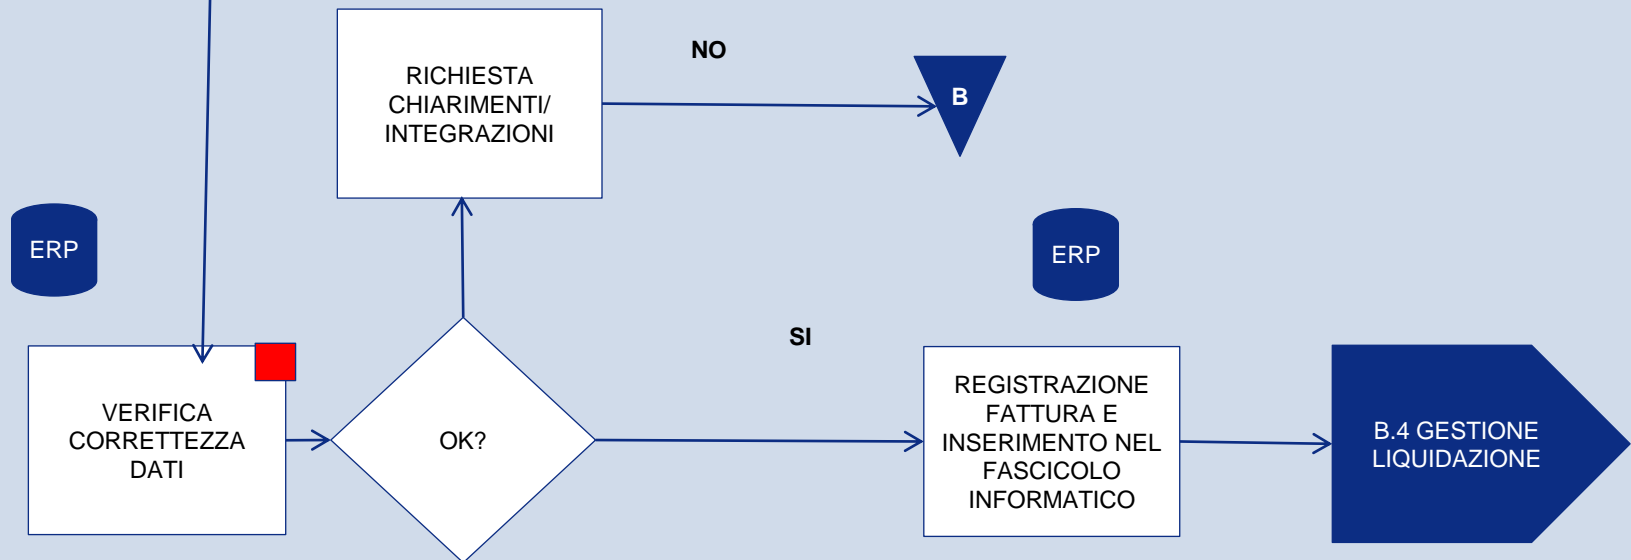 RICHIESTA
CHIARIMENTI/
INTEGRAZIONI
NO
B
ERP
ERP
VERIFICA
CORRETTEZZA
DATI
OK?
SI
REGISTRAZIONE
FATTURA E
INSERIMENTO NEL
FASCICOLO
INFORMATICO
B.4 GESTIONE
LIQUIDAZIONE